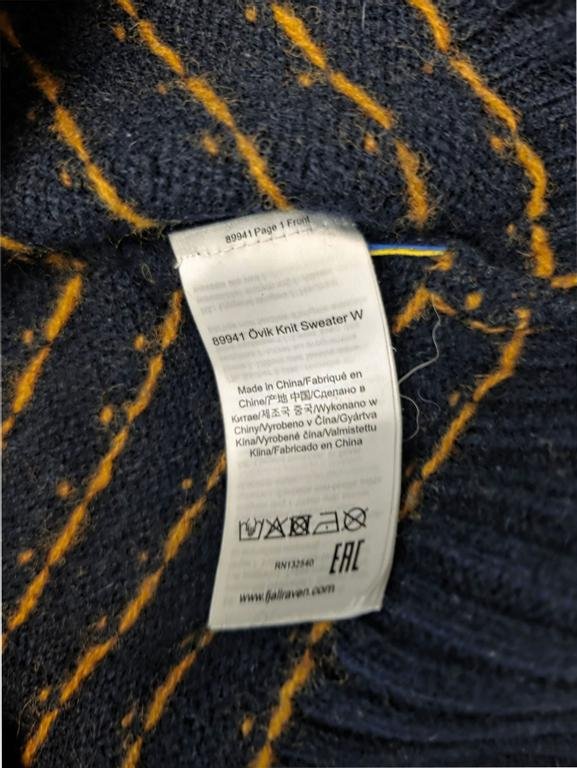 89941 Page 1 Front
89941 Övik Knit Sweater W
Made in China/Fabriqué en
Chine/产地 中国/Сделано в
Китае/제조국 중국/Wykonano w
Chiny/Vyrobeno v Čína/Gyártva
Kína/Vyrobené čína/Valmistettu
Kiina/Fabricado en China
RN132540
EAC
www.fjallraven.com